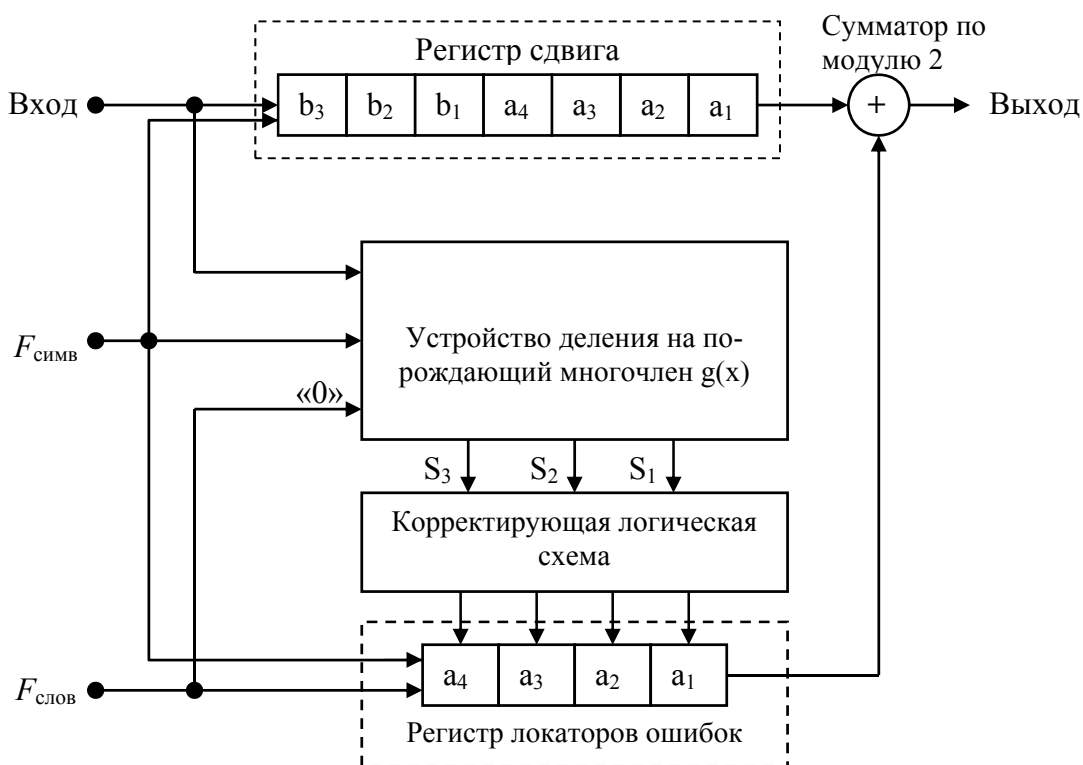 Сумматор по
модулю 2
Регистр сдвига
Вход
b3 b2 b1 a4 a3 a2 a1
+
Выход
Fсимв
Устройство деления на по-
рождающий многочлен g(x)
«0»
S3 S2 S1
Корректирующая логическая
схема
Fслов
a4 a3 a2 a1
Регистр локаторов ошибок